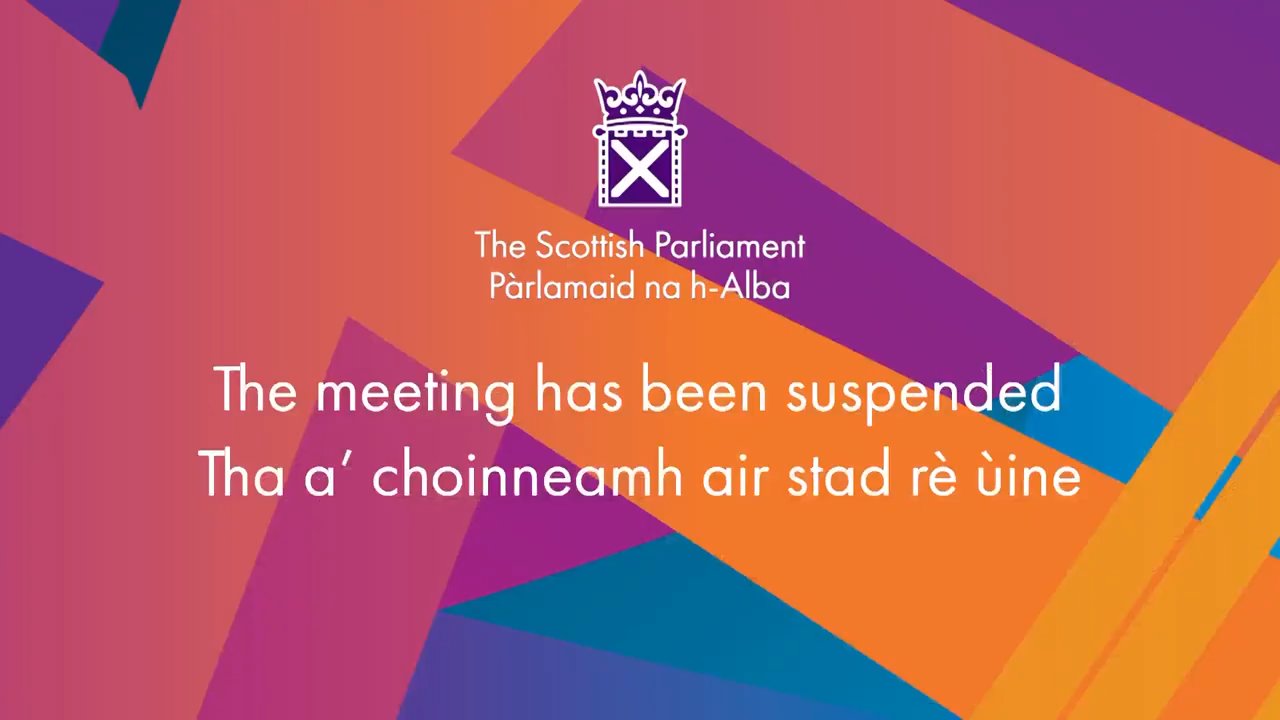 The Scottish Parliament
Pàrlamaid na h-Alba
The meeting has been suspended
Tha a’ choinneamh air stad rè ùine